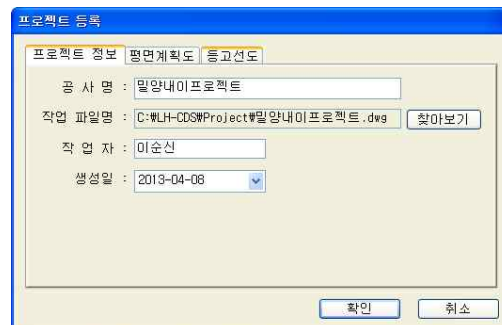 프로젝트 등록
프로젝트 정보 평면계획도 등고선도
공 사 명 : 밀양내이프로젝트
작업 파일명 : C:₩LH-CDS₩Project₩밀양내이프로젝트.dwg 찾아보기
작 업 자 : 이순신
생성일 : 2013-04-08
확인 취소